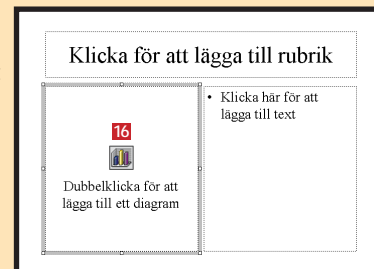 Klicka för att lägga till rubrik
16
Dubbelklicka för att
lägga till ett diagram
• Klicka här för att
lägga till text